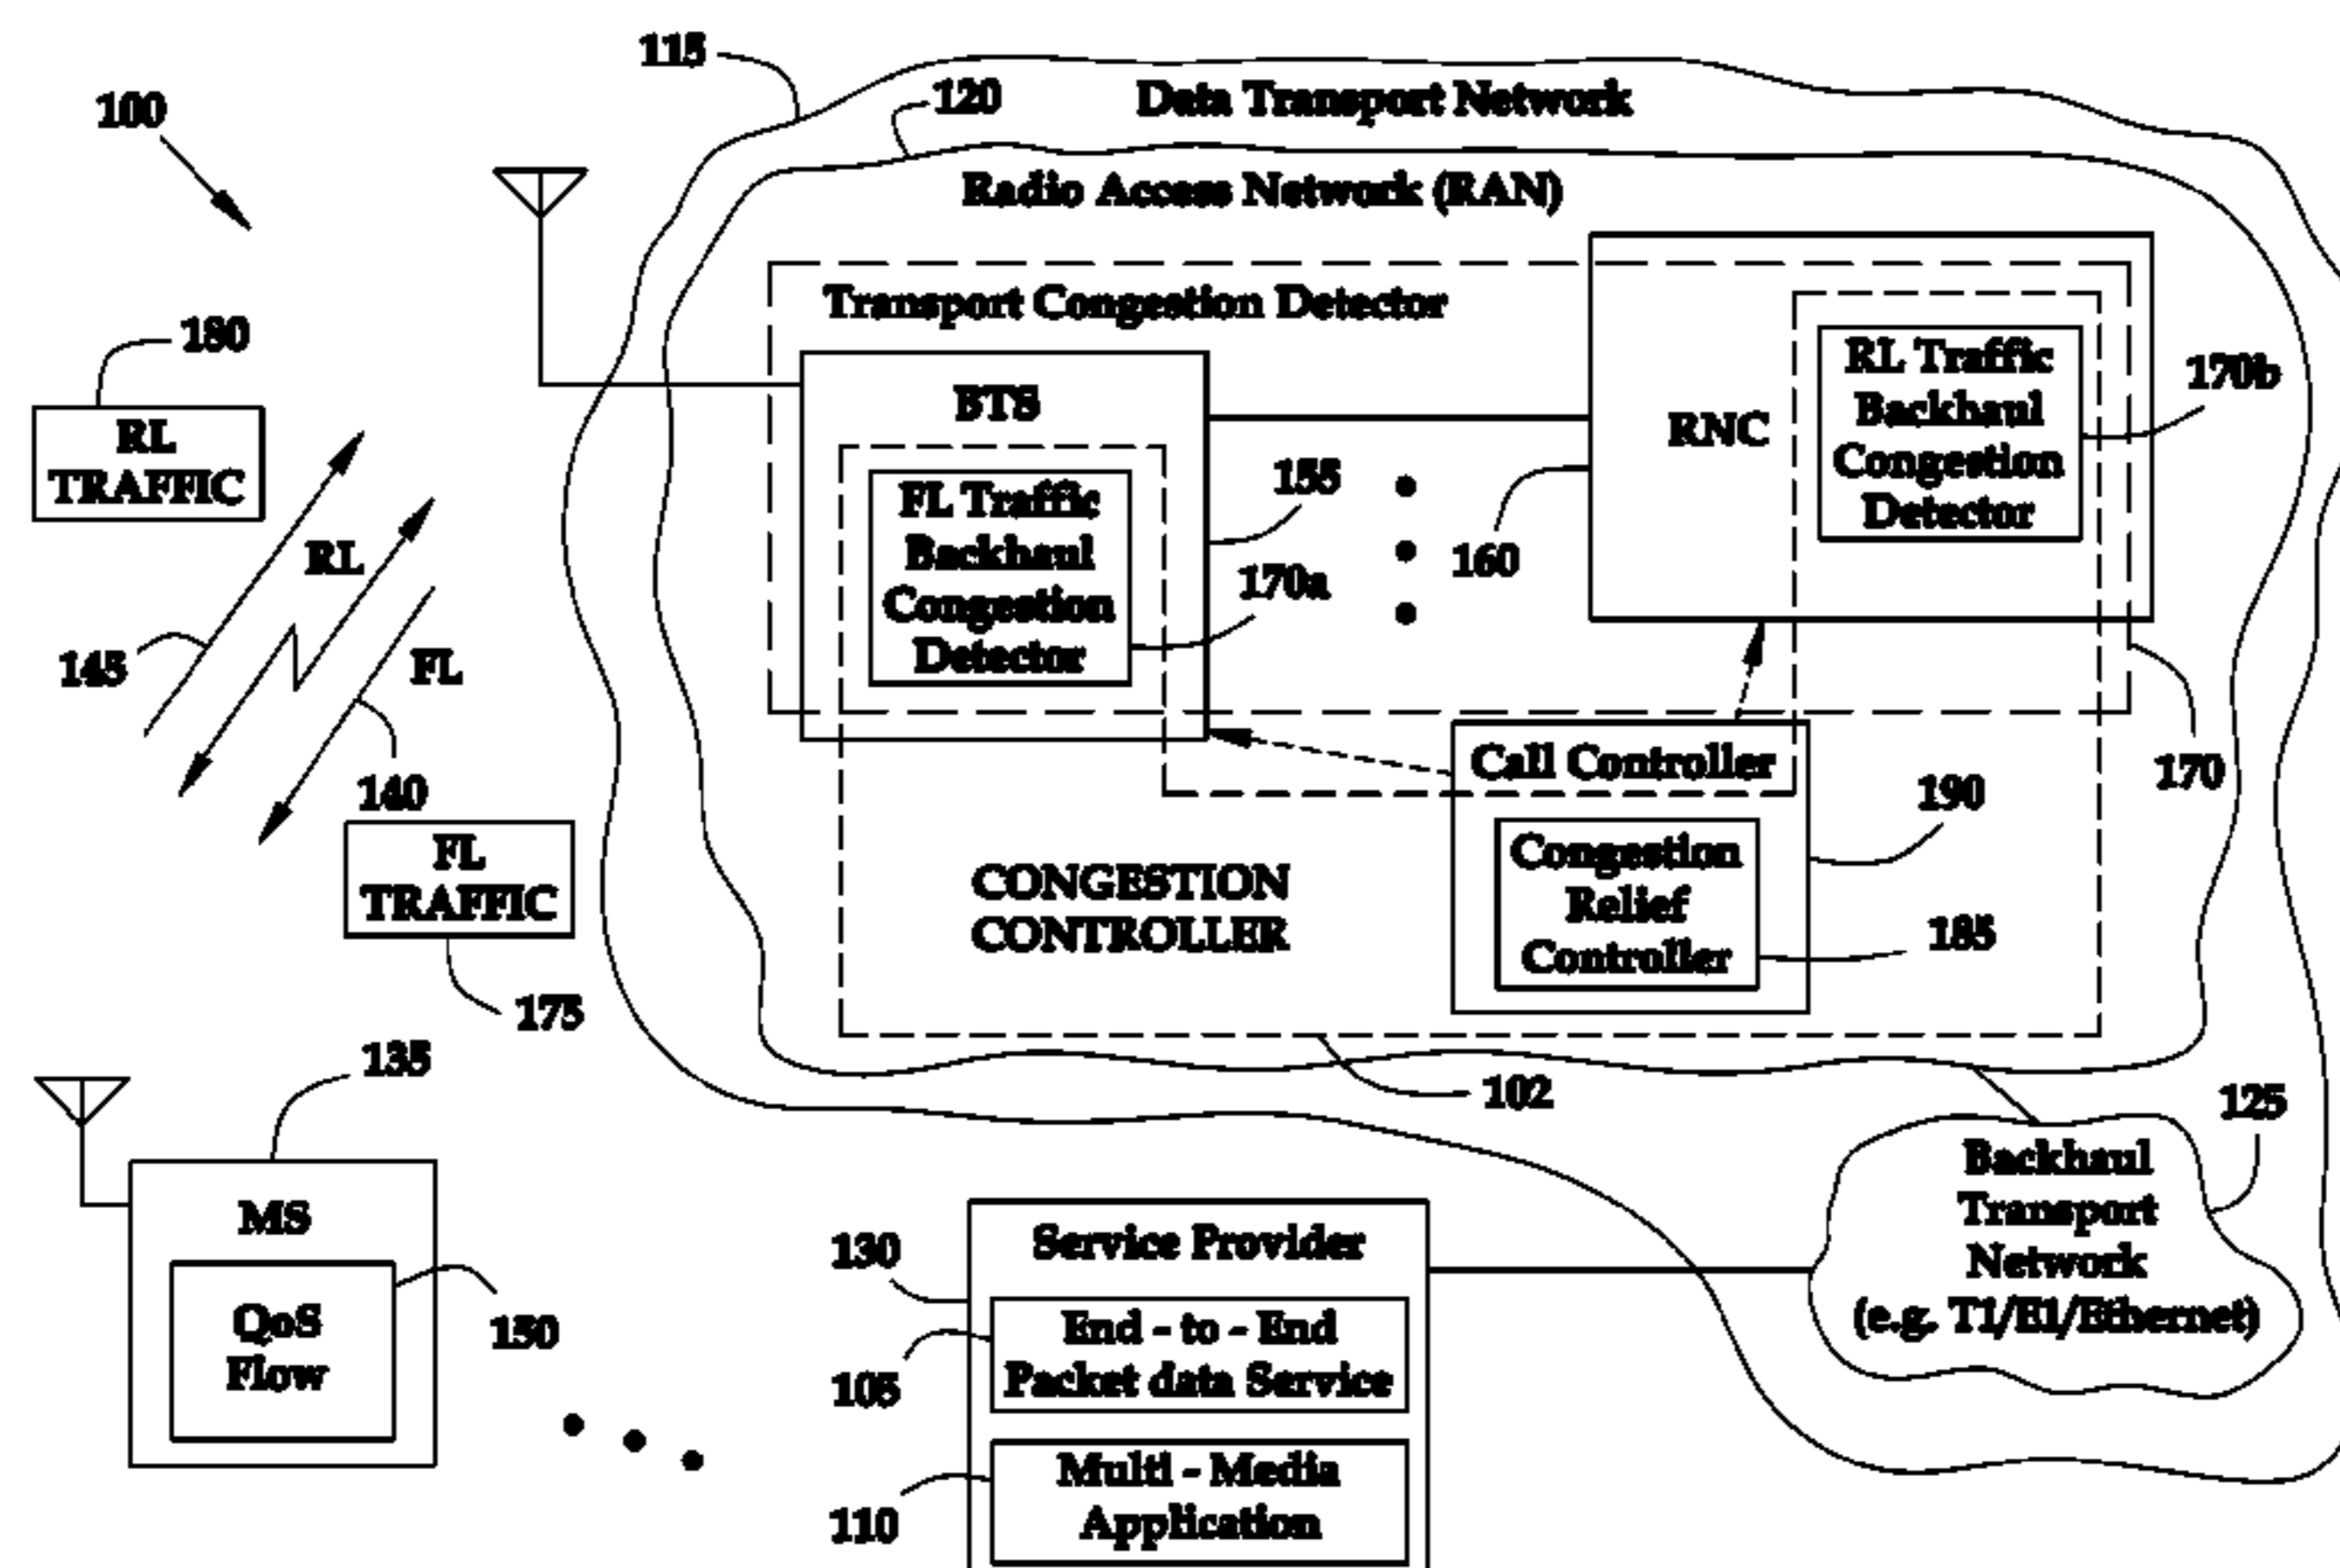 115
120
Data Transport Network
100
Radio Access Network (RAN)
Transport Congestion Detector
180
RL
TRAFFIC
BTS
RNC
RL Traffic
Backhaul
Congestion
Detector
170b
FL Traffic
Backhaul
Congestion
Detector
155
160
170a
RL
145
FL
140
170
Call Controller
190
Congestion
Relief
Controller
185
FL
TRAFFIC
175
CONGESTION
CONTROLLER
102
135
MS
QoS
Flow
150
125
Backhaul
Transport
Network
(e.g. T1/E1/Ethernet)
130
Service Provider
End - to - End
Packet data Service
105
Multi - Media
Application
110